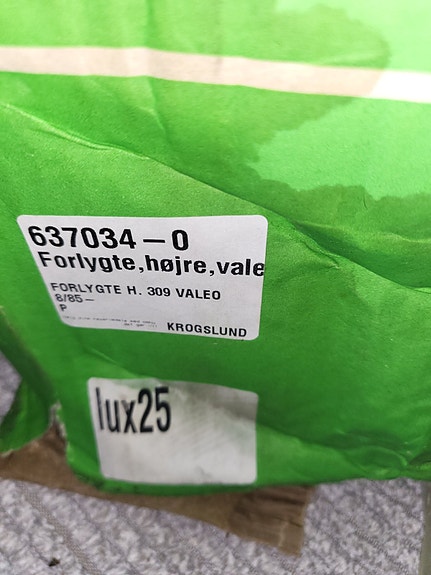 637034-0
Forlygte,højre,vale
FORLYGTE H. 309 VALEO
8/85-
P
KROGSLUND
lux25